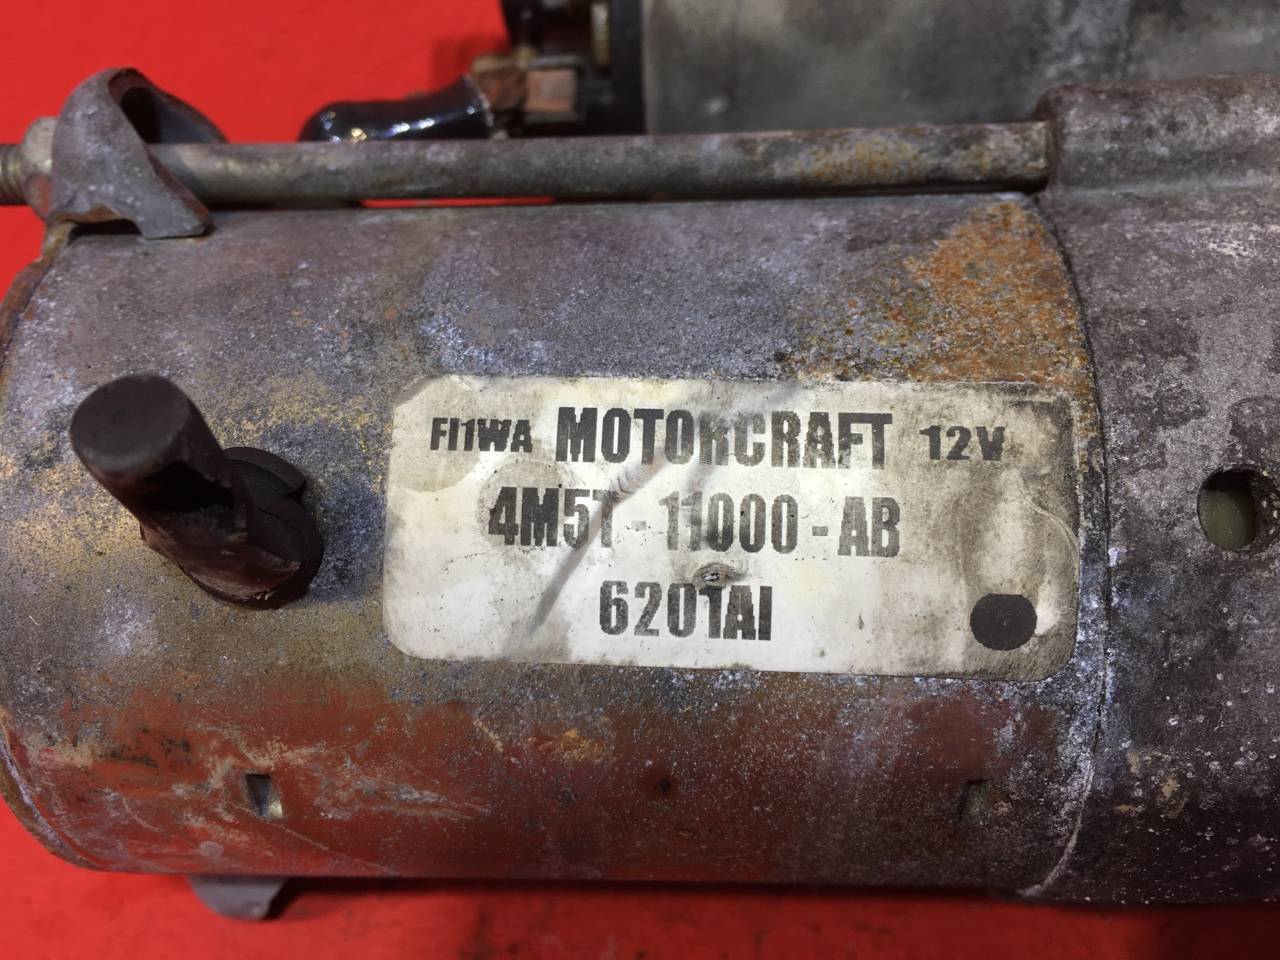 FI1WA MOTORCRAFT 12V
4M5T-11000-AB
6201AI